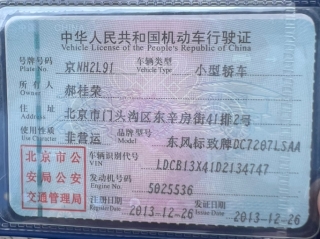 中华人民共和国机动车行驶证
Vehicle License of the People's Republic of China
号牌号码 京NH2L91 车辆类型 小型轿车
Plate No. Vehicle Type
所有人 郝桂荣
Owner
住址 北京市门头沟区东辛房街41排2号
Address
使用性质 非营运 品牌型号 东风标致牌DC7207L5AA
Use Character Model
北京市公安局公安交通管理局
车辆识别代号 LDCB13X41D2134747
VIN
发动机号码 5025536
Engine No.
注册日期 2013-12-26 发证日期 2013-12-26
Register Date Issue Date